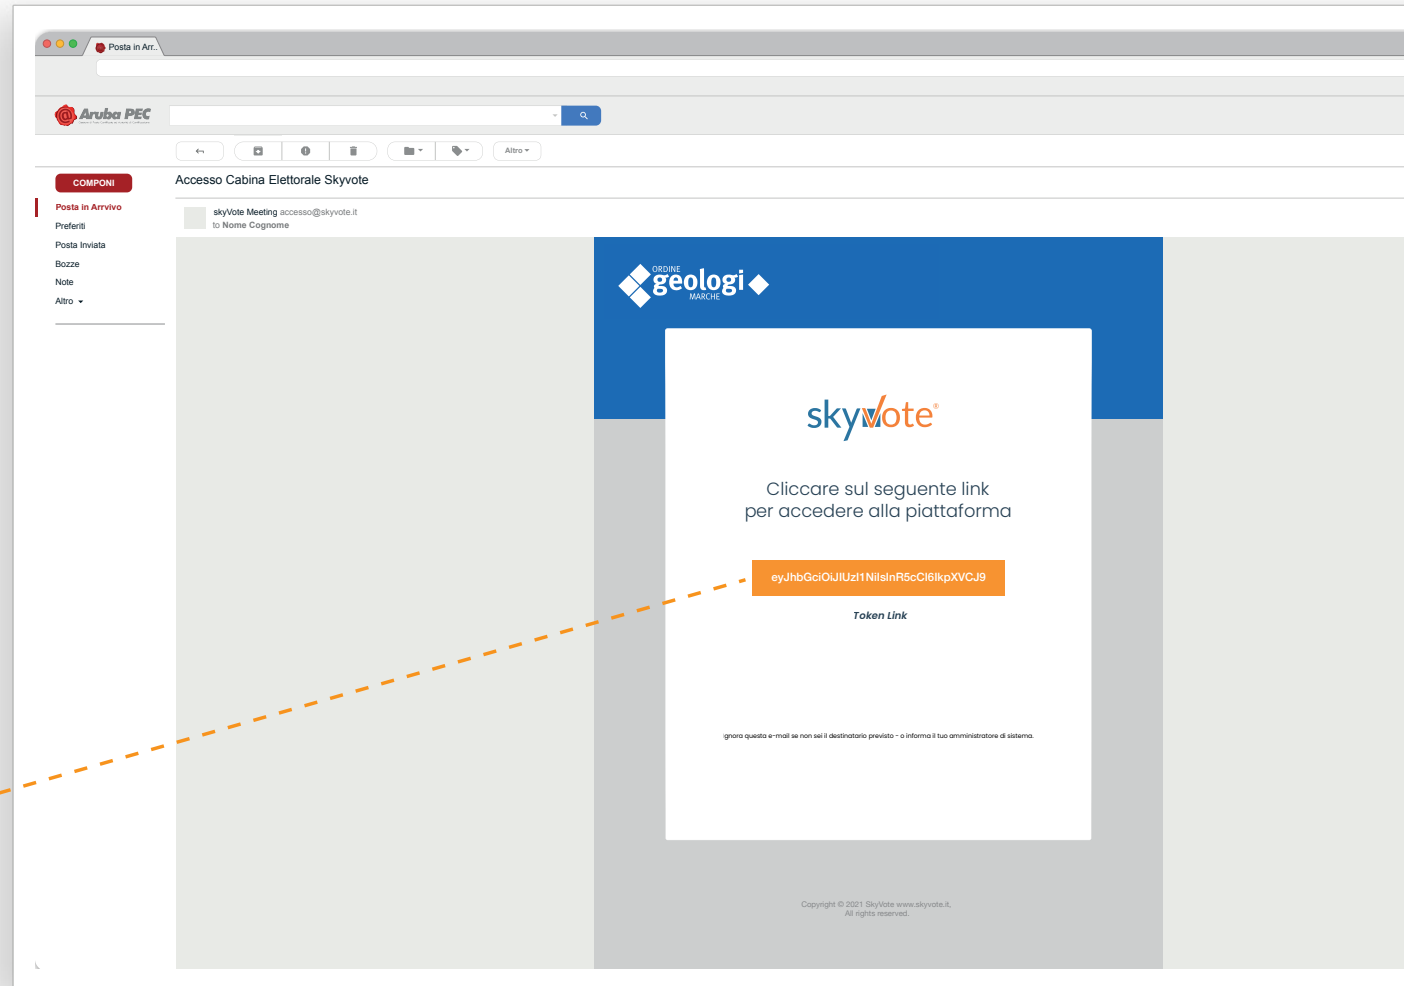 Posta in Arr..
Aruba PEC
Altro
COMPONI
Accesso Cabina Elettorale Skyvote
Posta in Arrvivo
Preferiti
Posta Inviata
Bozze
Note
Altro
skyVote Meeting accesso@skyvote.it
to Nome Cognome
ORDINE
geologi
MARCHE
skyvote®
Cliccare sul seguente link
per accedere alla piattaforma
eyJhbGciOiJIUzI1NiIsInR5cCI6IkpXVCJ9
Token Link
Ignora questa e-mail se non sei il destinatario previsto - o informa il tuo amministratore di sistema.
Copyright © 2021 SkyVote www.skyvote.it,
All rights reserved.